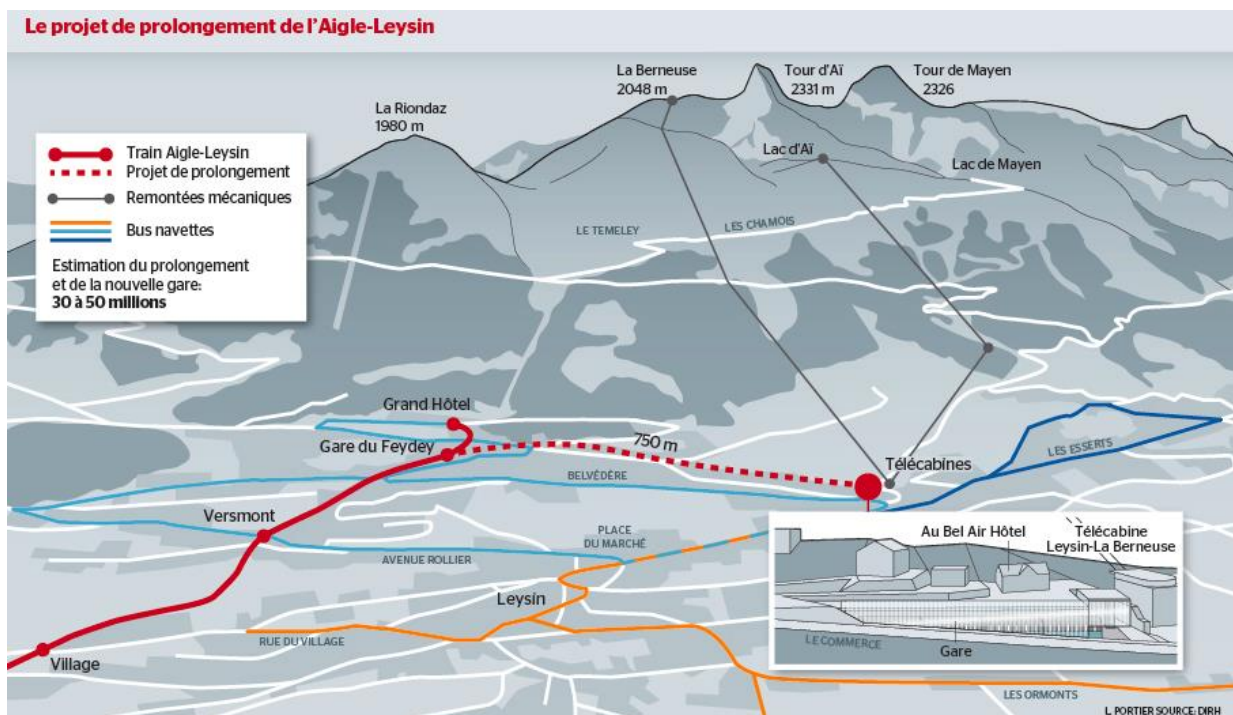 Le projet de prolongement de l'Aigle-Leysin
La Berneuse
2048 m
Tour d'Aï
2331 m
Tour de Mayen
2326
La Riondaz
1980 m
Train Aigle-Leysin
Projet de prolongement
Remontées mécaniques
Bus navettes
Estimation du prolongement
et de la nouvelle gare:
30 à 50 millions
Lac d'Aï
Lac de Mayen
LE TEMELEY
LES CHAMOIS
Grand Hôtel
Gare du Feydey
750 m
Télécabines
LES ESSERTS
BELVÉDÈRE
Versmont
PLACE
DU MARCHÉ
AVENUE ROLLIER
Leysin
RUE DU VILLAGE
Village
Au Bel Air Hôtel
Télécabine
Leysin-La Berneuse
LE COMMERCE
Gare
LES ORMONTS
L. PORTIER SOURCE: DIRH